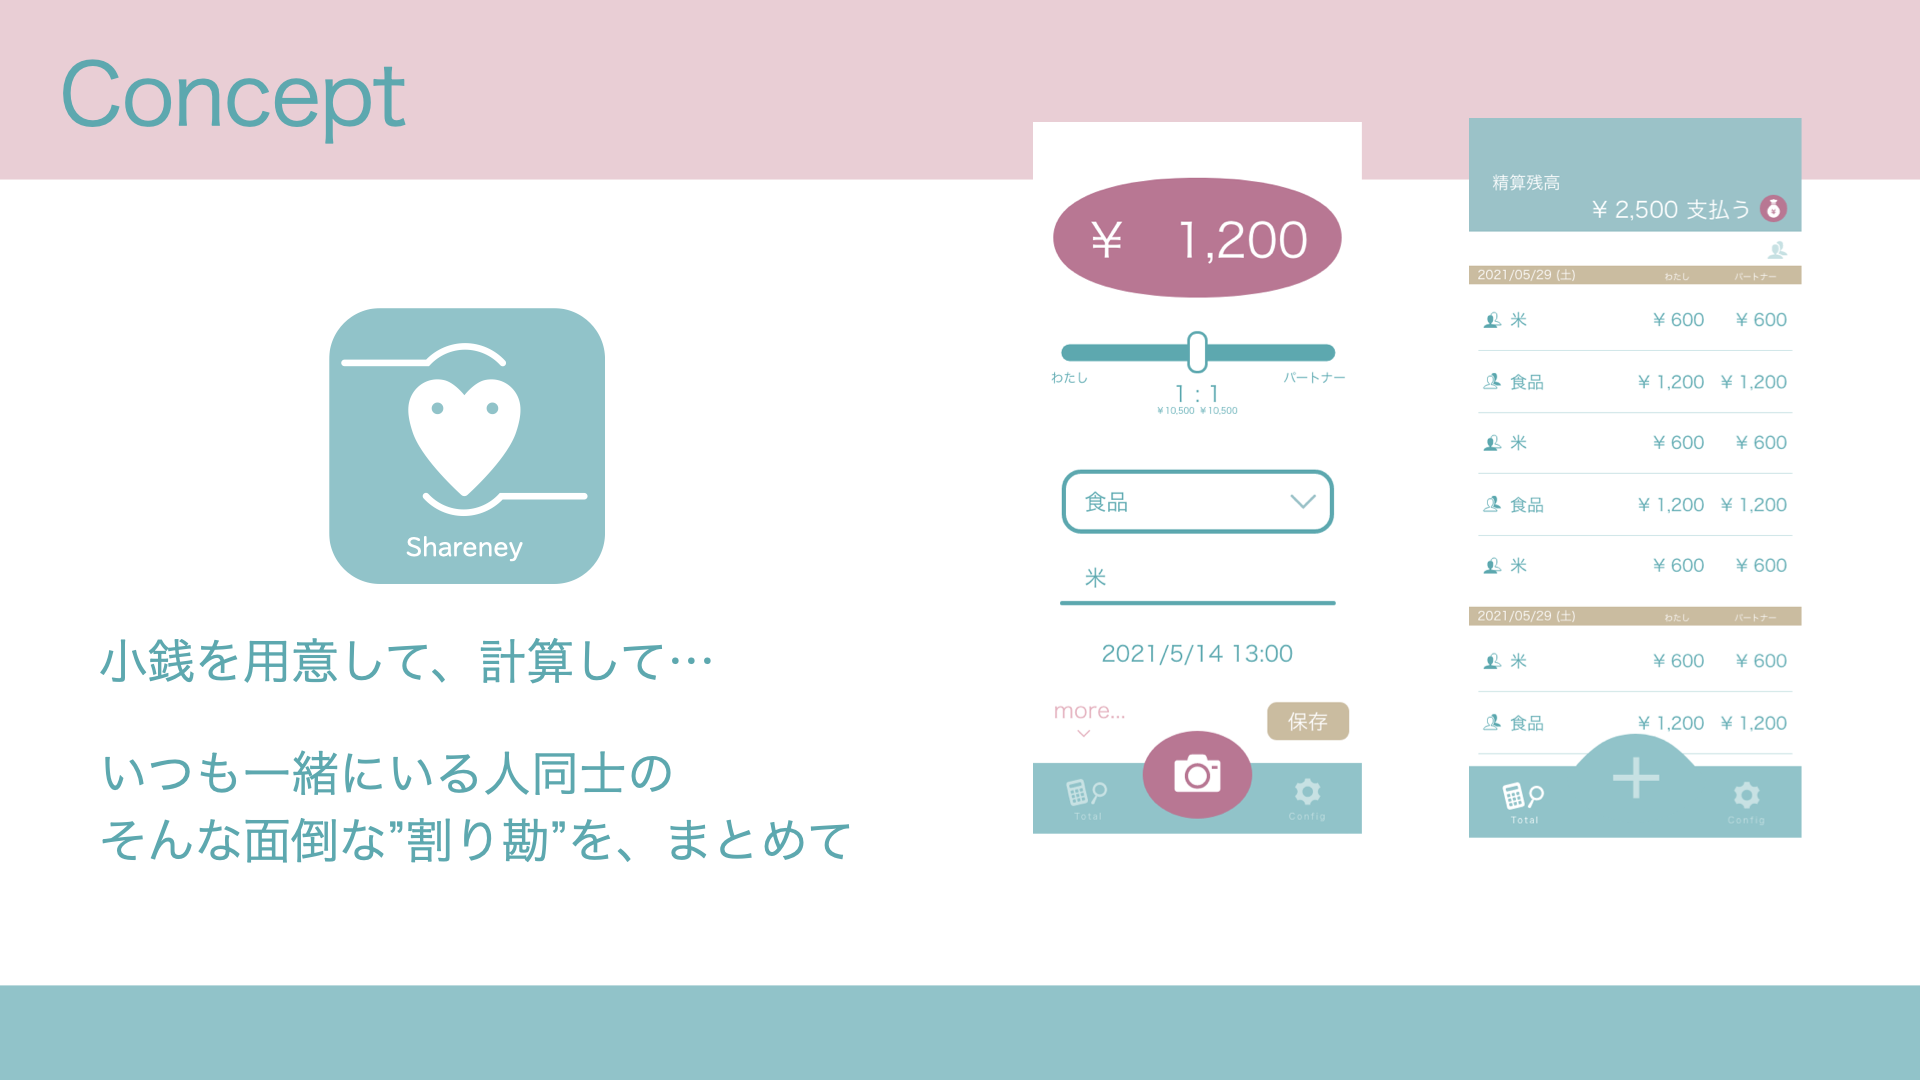 Concept
Shareney
小銭を用意して、計算して…
いつも一緒にいる人同士の
そんな面倒な”割り勘”を、まとめて
¥ 1,200
わたし パートナー
1 : 1
¥10,500 ¥10,500
食品
米
2021/5/14 13:00
more...
保存
Total
Config
精算残高
¥ 2,500 支払う
2021/05/29 (土) わたし パートナー
米 ¥ 600 ¥ 600
食品 ¥ 1,200 ¥ 1,200
米 ¥ 600 ¥ 600
食品 ¥ 1,200 ¥ 1,200
米 ¥ 600 ¥ 600
2021/05/29 (土) わたし パートナー
米 ¥ 600 ¥ 600
食品 ¥ 1,200 ¥ 1,200
Total
Config